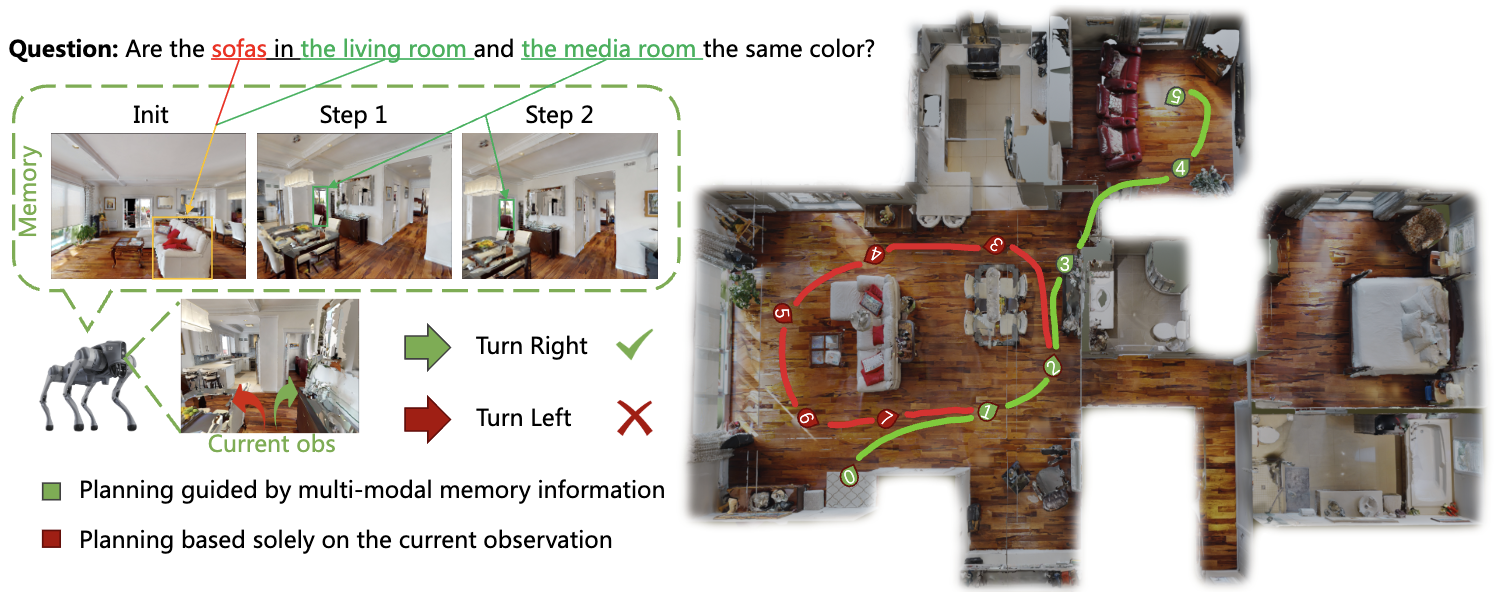 Question: Are the sofas in the living room and the media room the same color?
Init
Step 1
Step 2
Memory
Turn Right
Turn Left
Current obs
Planning guided by multi-modal memory information
Planning based solely on the current observation
0
1
2
3
4
5
3
4
5
6
7